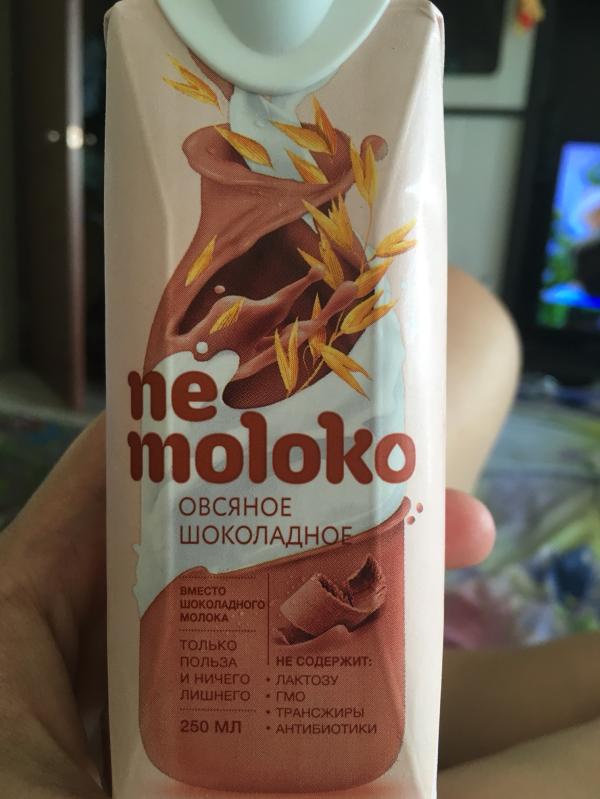 ne
moloko
ОВСЯНОЕ
ШОКОЛАДНОЕ
ВМЕСТО
ШОКОЛАДНОГО
МОЛОКА
ТОЛЬКО
ПОЛЬЗА
И НИЧЕГО
ЛИШНЕГО
250 МЛ
НЕ СОДЕРЖИТ:
• ЛАКТОЗУ
• ГМО
• ТРАНСЖИРЫ
• АНТИБИОТИКИ